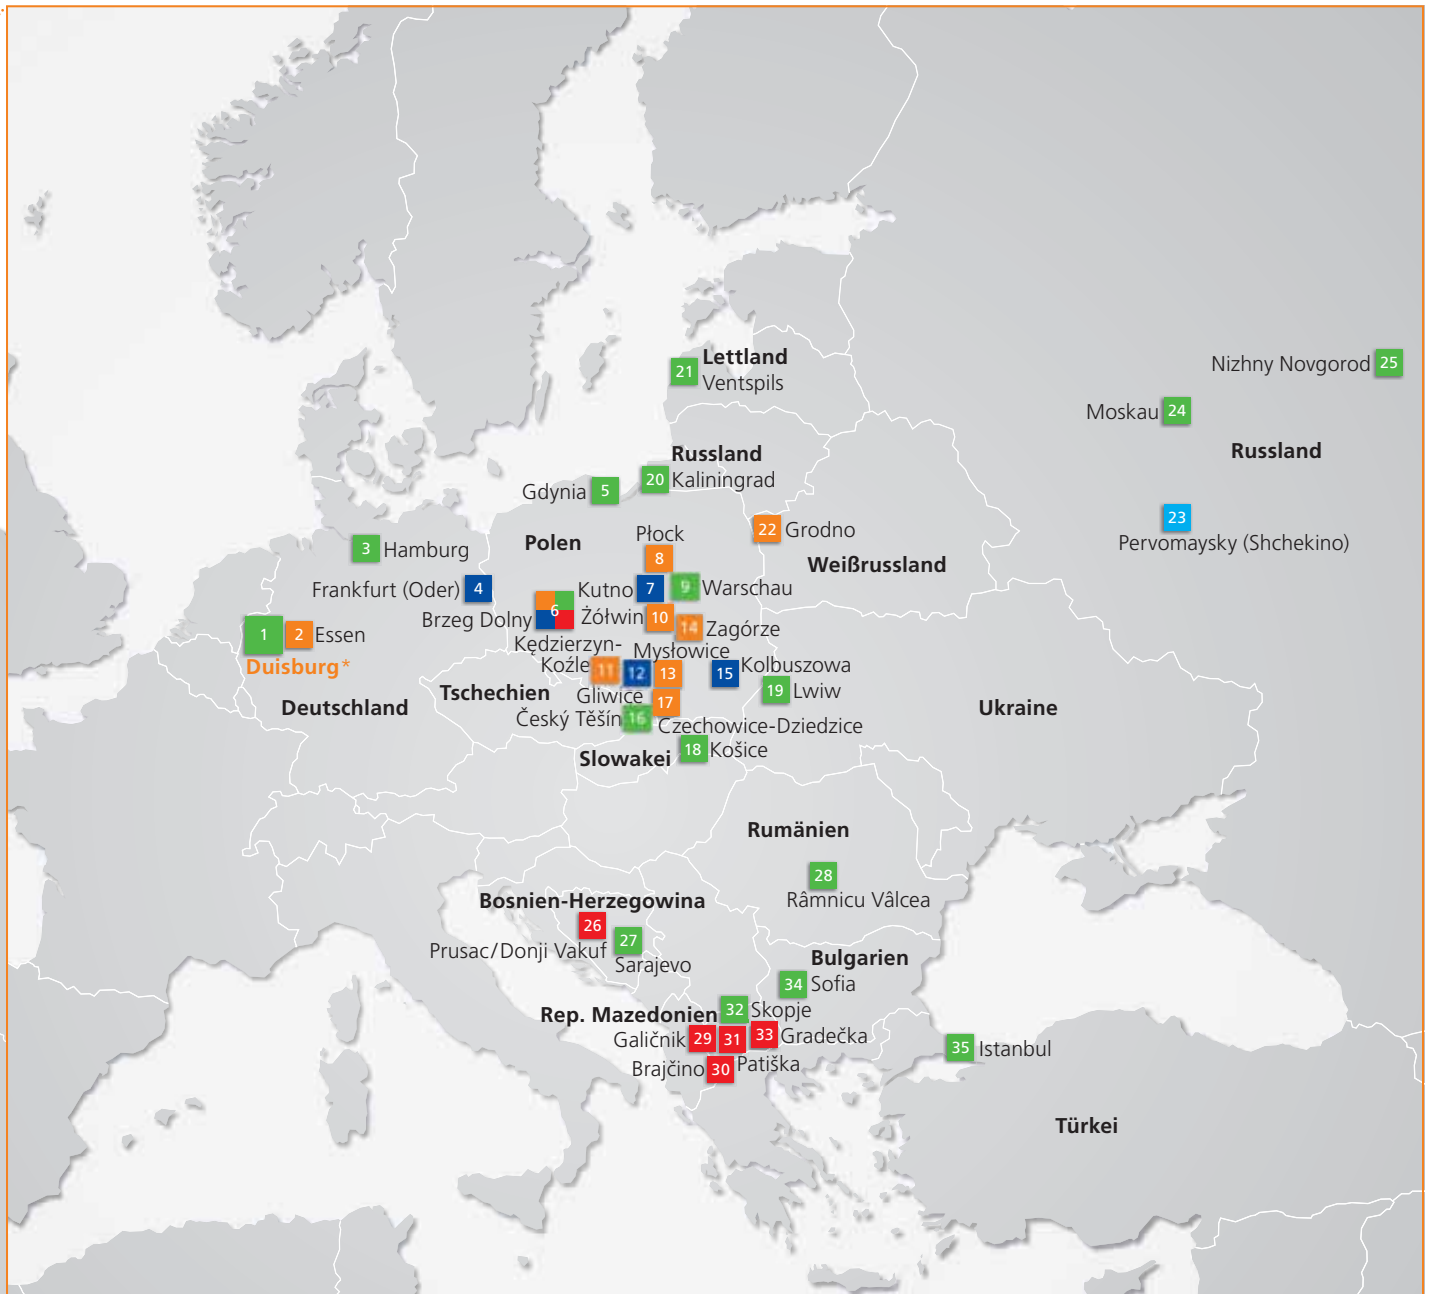 Lettland
21
Ventspils
Nizhny Novgorod 25
Moskau 24
Russland
Russland
20 Kaliningrad
Gdynia 5
23
Pervomaysky (Shchekino)
22 Grodno
Weißrussland
Polen
Płock
8
3 Hamburg
Frankfurt (Oder) 4
Kutno 7
9 Warschau
Brzeg Dolny 6
Żółwin 10
14 Zagórze
1
2 Essen
Duisburg*
Deutschland
Kędzierzyn-
Koźle 11
Mysłowice
12
13
15 Kolbuszowa
Tschechien
Gliwice
17
19 Lwiw
Český Těšín 16
Czechowice-Dziedzice
Ukraine
Slowakei
18 Košice
Rumänien
28
Râmnicu Vâlcea
Bosnien-Herzegowina
26
27
Prusac/Donji Vakuf
Sarajevo
Bulgarien
34 Sofia
Rep. Mazedonien
32 Skopje
Galičnik 29
31
33 Gradečka
Brajčino 30
Patiška
35 Istanbul
Türkei